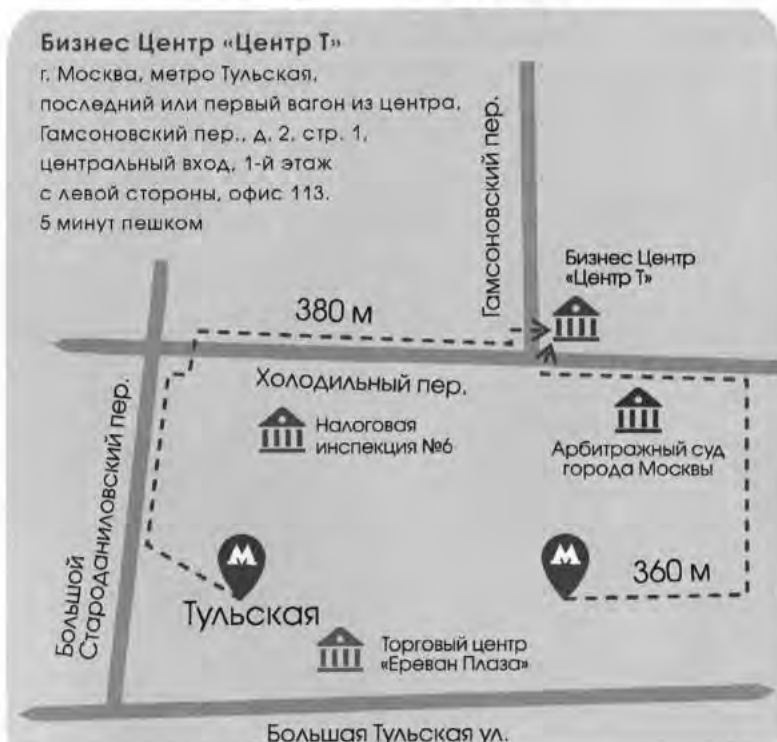 Бизнес Центр «Центр Т»
г. Москва, метро Тульская,
последний или первый вагон из центра,
Гамсоновский пер., д. 2, стр. 1,
центральный вход, 1-й этаж
с левой стороны, офис 113.
5 минут пешком
Гамсоновский пер.
Бизнес Центр
«Центр Т»
380 м
Холодильный пер.
Налоговая
инспекция №6
Арбитражный суд
города Москвы
Большой
Староданиловский пер.
М
Тульская
М
360 м
Торговый центр
«Ереван Плаза»
Большая Тульская ул.